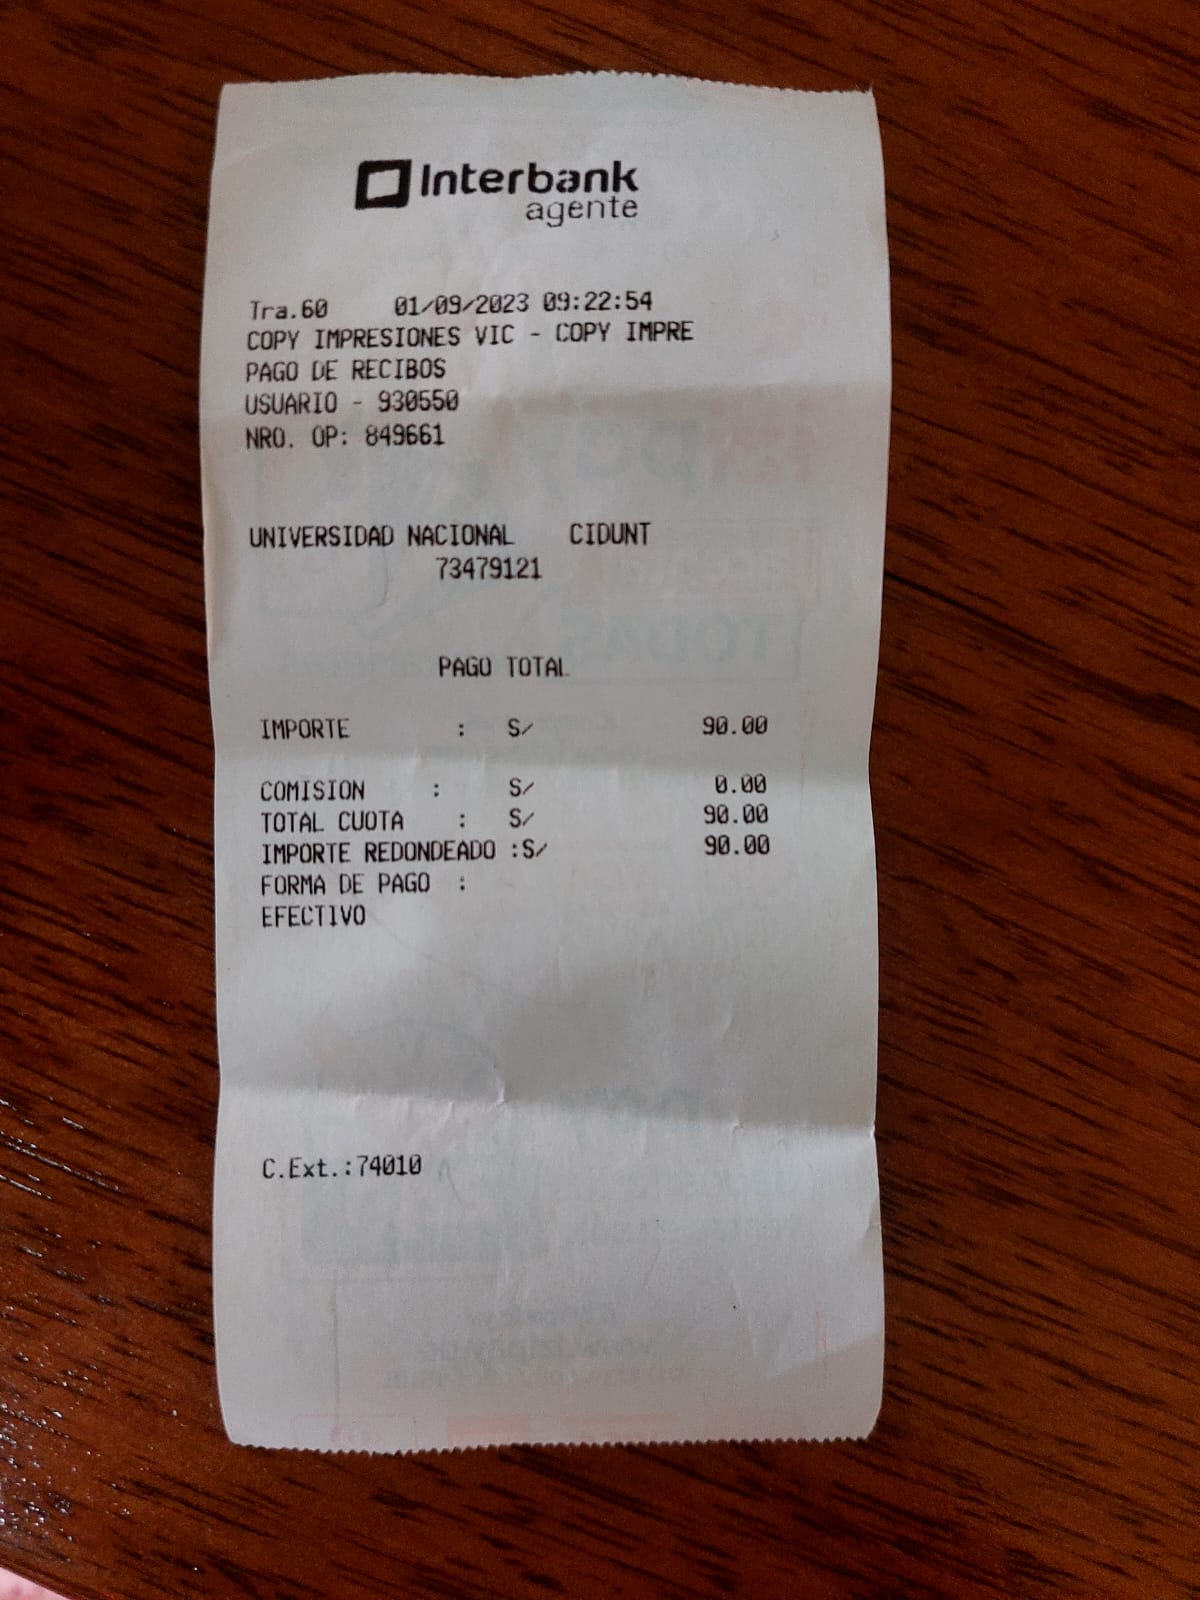 Interbank
agente
Tra.60 01/09/2023 09:22:54
COPY IMPRESIONES VIC - COPY IMPRE
PAGO DE RECIBOS
USUARIO - 930550
NRO. OP: 849661
UNIVERSIDAD NACIONAL CIDUNT
73479121
PAGO TOTAL
IMPORTE : S/ 90.00
COMISION : S/ 0.00
TOTAL CUOTA : S/ 90.00
IMPORTE REDONDEADO :S/ 90.00
FORMA DE PAGO :
EFECTIVO
C.Ext.:74010